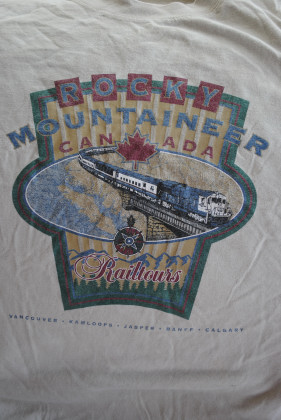 ROCKY
MOUNTAINEER
CANADA
Railtours
VANCOUVER • KAMLOOPS • JASPER • BANFF • CALGARY